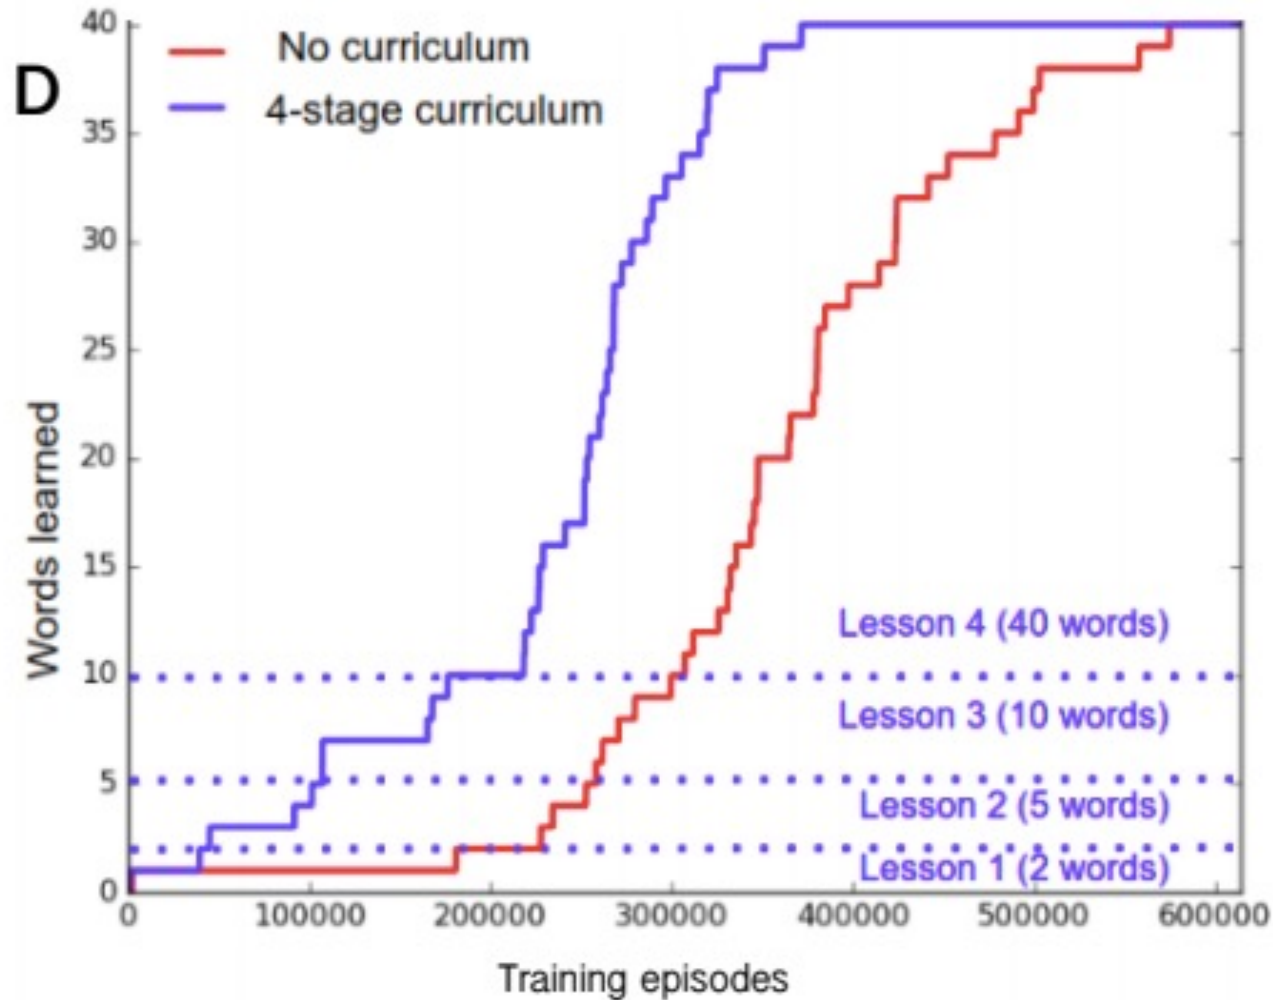 D
No curriculum
4-stage curriculum
Words learned
40
35
30
25
20
15
10
5
0
Lesson 4 (40 words)
Lesson 3 (10 words)
Lesson 2 (5 words)
Lesson 1 (2 words)
0 100000 200000 300000 400000 500000 600000
Training episodes